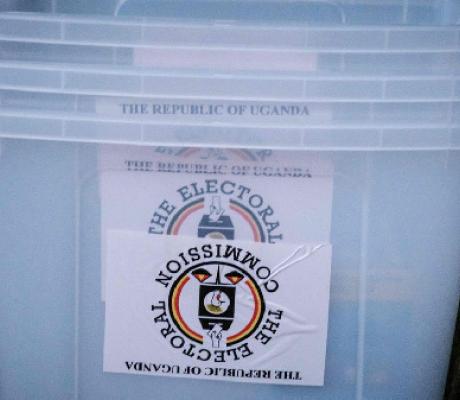 THE REPUBLIC OF UGANDA
THE REPUBLIC OF UGANDA
THE ELECTORAL
COMMISSION
THE ELECTORAL
THE REPUBLIC OF UGANDA